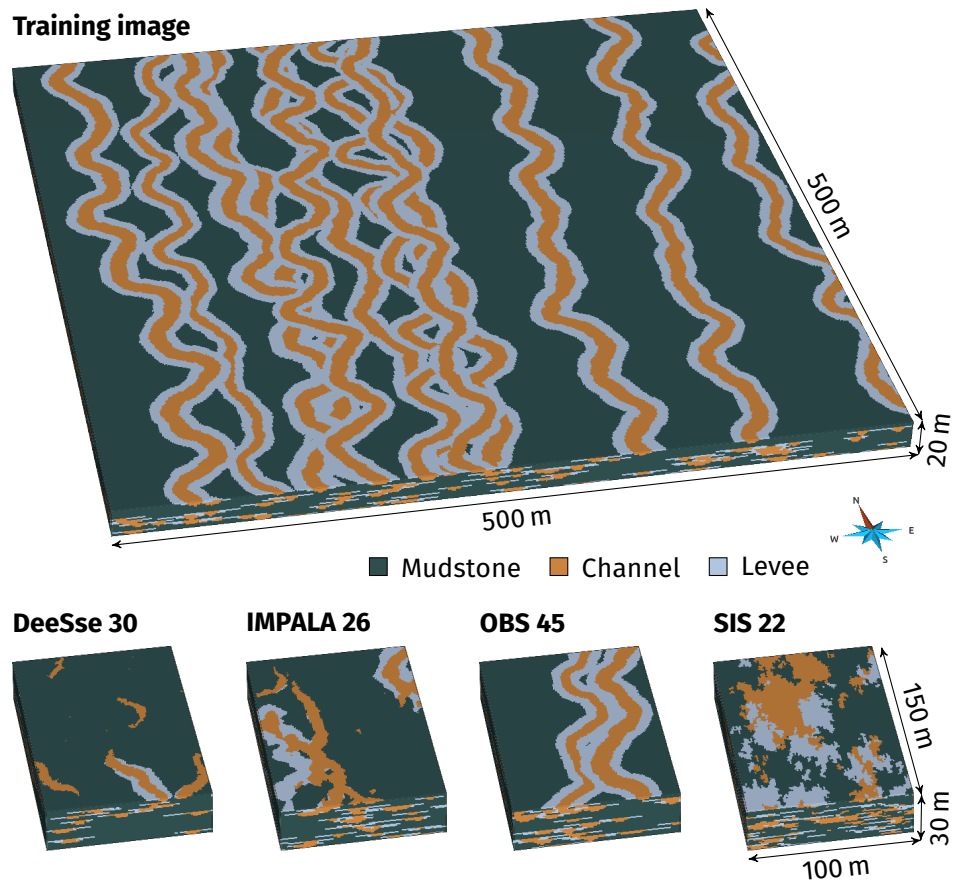 Training image
500 m
20 m
500 m
N
W
E
S
Mudstone
Channel
Levee
DeeSse 30
IMPALA 26
OBS 45
SIS 22
150 m
30 m
100 m